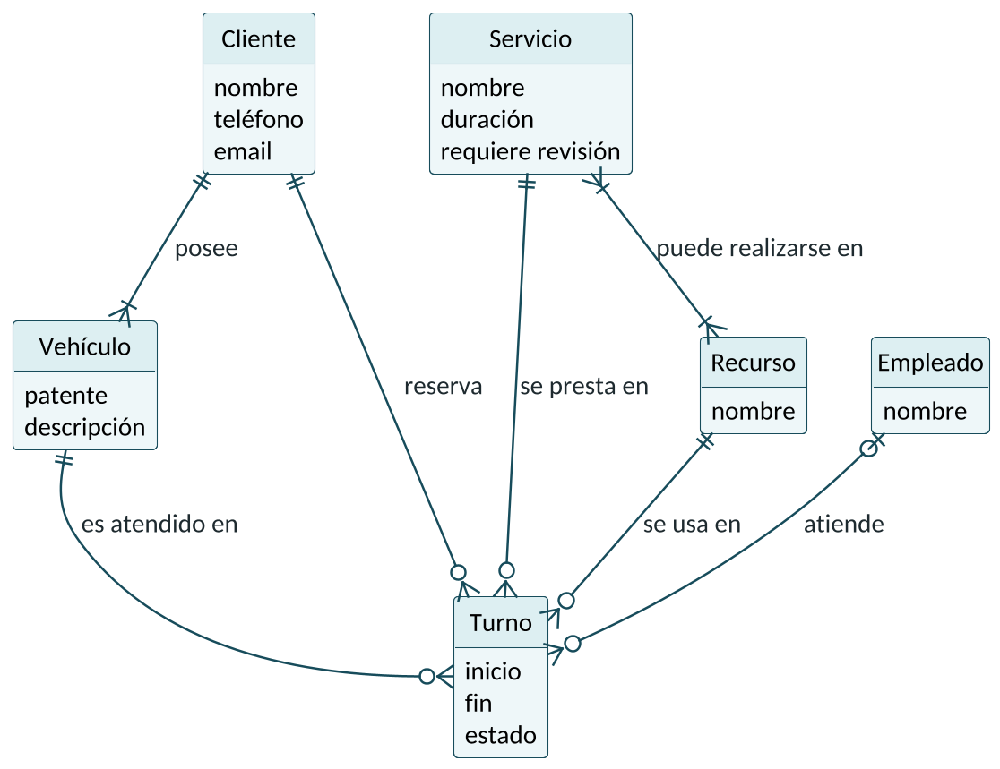 Cliente
nombre
teléfono
email
Servicio
nombre
duración
requiere revisión
posee
puede realizarse en
Vehículo
patente
descripción
reserva
se presta en
Recurso
nombre
Empleado
nombre
es atendido en
se usa en
atiende
Turno
inicio
fin
estado